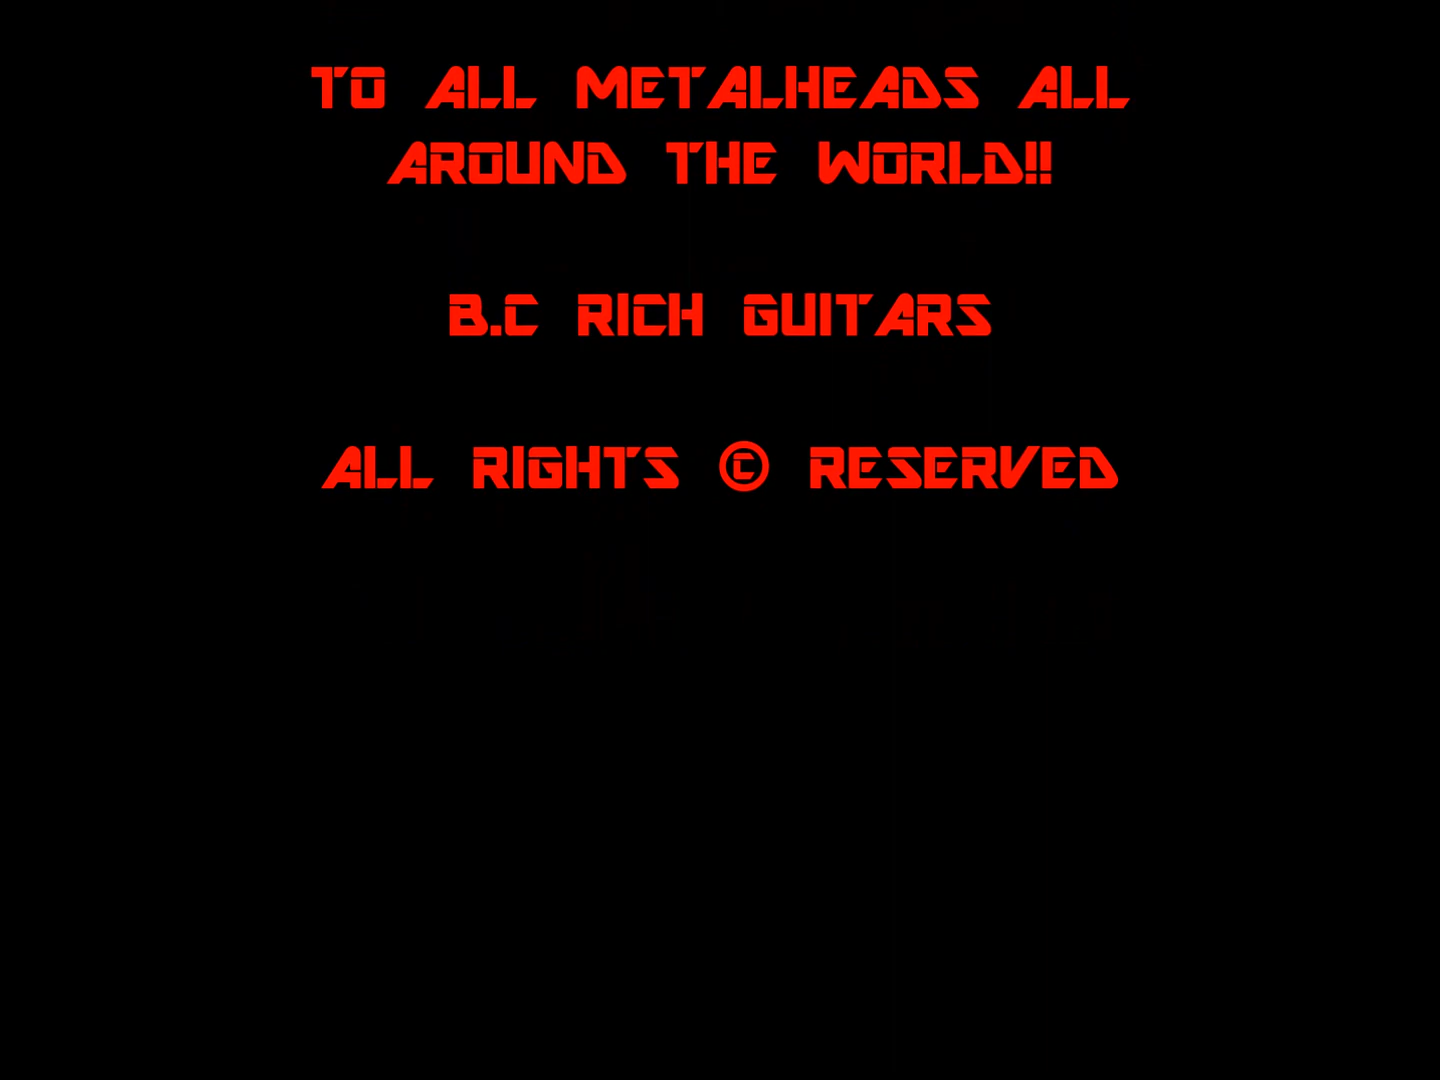 TO ALL METALHEADS ALL
AROUND THE WORLD!!
B.C RICH GUITARS
ALL RIGHTS © RESERVED